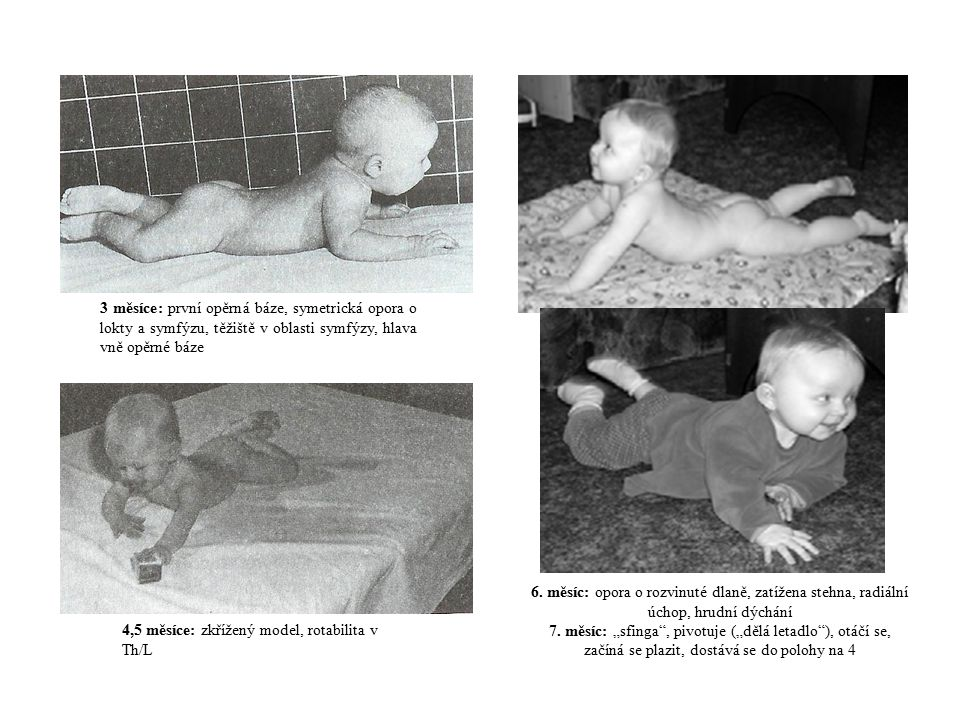 3 měsíce: první opěrná báze, symetrická opora o
lokty a symfýzu, těžiště v oblasti symfýzy, hlava
vně opěrné báze
4,5 měsíce: zkřížený model, rotabilita v
Th/L
6. měsíc: opora o rozvinuté dlaně, zatížena stehna, radiální
úchop, hrudní dýchání
7. měsíc: „sfinga“, pivotuje („dělá letadlo“), otáčí se,
začíná se plazit, dostává se do polohy na 4